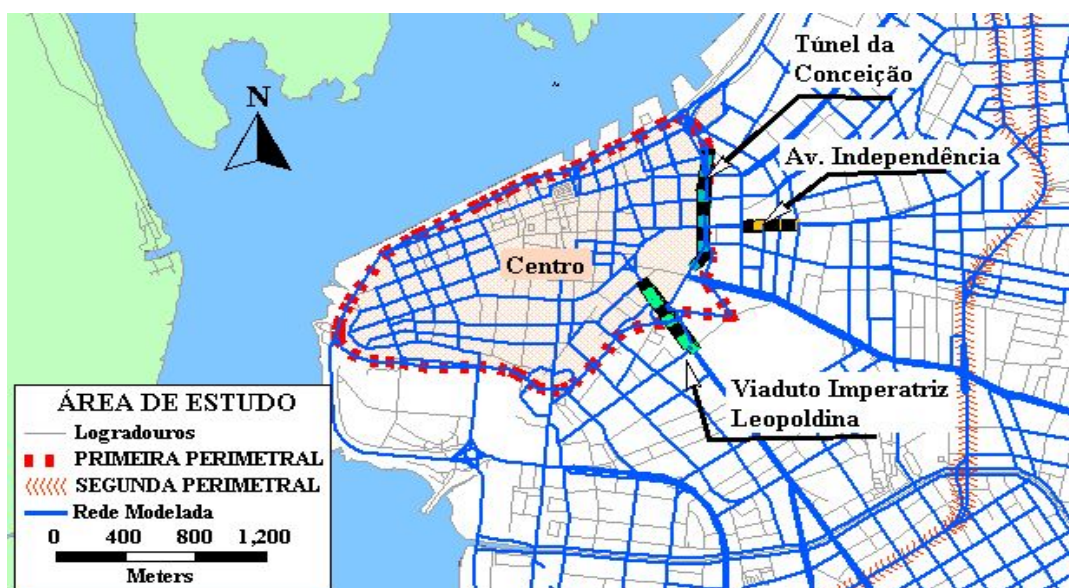 Túnel da
Conceição
N
Av. Independência
Centro
Viaduto Imperatriz
Leopoldina
ÁREA DE ESTUDO
Logradouros
PRIMEIRA PERIMETRAL
SEGUNDA PERIMETRAL
Rede Modelada
0 400 800 1,200
Meters